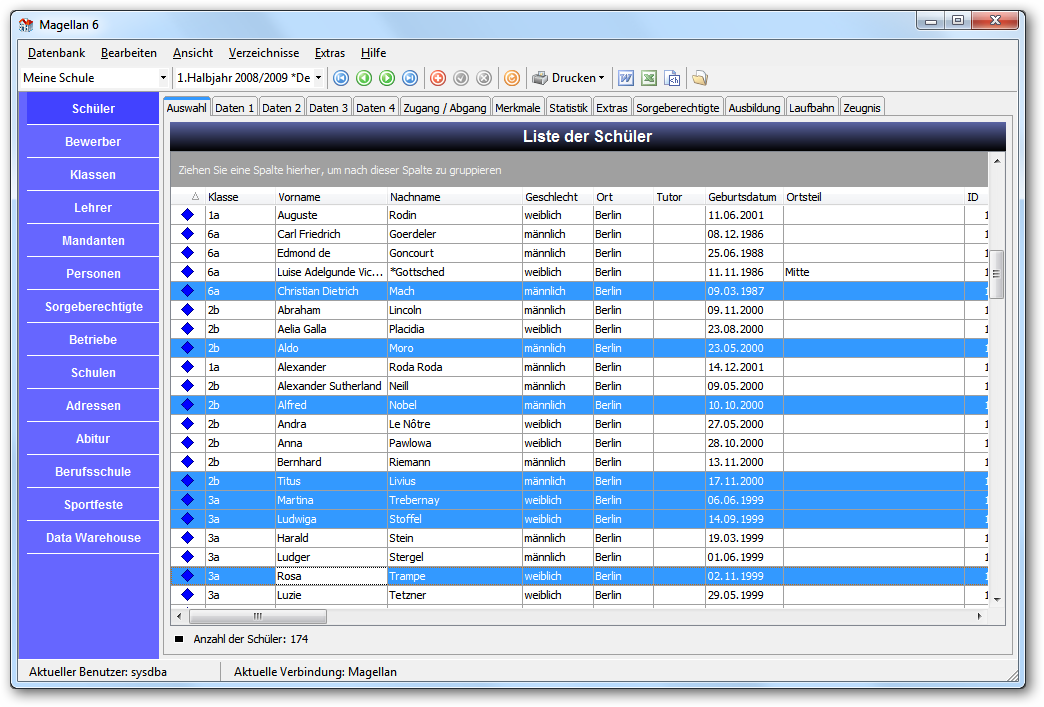 Magellan 6
Datenbank Bearbeiten Ansicht Verzeichnisse Extras Hilfe
Meine Schule 1.Halbjahr 2008/2009 *De Drucken
Schüler
Bewerber
Klassen
Lehrer
Mandanten
Personen
Sorgeberechtigte
Betriebe
Schulen
Adressen
Abitur
Berufsschule
Sportfeste
Data Warehouse
Auswahl Daten 1 Daten 2 Daten 3 Daten 4 Zugang / Abgang Merkmale Statistik Extras Sorgeberechtigte Ausbildung Laufbahn Zeugnis
Liste der Schüler
Ziehen Sie eine Spalte hierher, um nach dieser Spalte zu gruppieren
Klasse Vorname Nachname Geschlecht Ort Tutor Geburtsdatum Ortsteil ID
1a Auguste Rodin weiblich Berlin 11.06.2001 1
6a Carl Friedrich Goerdeler männlich Berlin 08.12.1986 1
6a Edmond de Goncourt männlich Berlin 25.06.1988 1
6a Luise Adelgunde Vic... *Gottsched weiblich Berlin 11.11.1986 Mitte 1
6a Christian Dietrich Mach männlich Berlin 09.03.1987 1
2b Abraham Lincoln männlich Berlin 09.11.2000 1
2b Aelia Galla Placidia weiblich Berlin 23.08.2000 1
2b Aldo Moro männlich Berlin 23.05.2000 1
1a Alexander Roda Roda männlich Berlin 14.12.2001 1
2b Alexander Sutherland Neill männlich Berlin 09.05.2000 1
2b Alfred Nobel männlich Berlin 10.10.2000 1
2b Andra Le Nôtre weiblich Berlin 27.05.2000 1
2b Anna Pawlowa weiblich Berlin 28.10.2000 1
2b Bernhard Riemann männlich Berlin 13.11.2000 1
2b Titus Livius männlich Berlin 17.11.2000 1
3a Martina Trebernay weiblich Berlin 06.06.1999 1
3a Ludwiga Stoffel weiblich Berlin 14.09.1999 1
3a Harald Stein männlich Berlin 19.03.1999 1
3a Ludger Stergel männlich Berlin 01.06.1999 1
3a Rosa Trampe weiblich Berlin 02.11.1999 1
3a Luzie Tetzner weiblich Berlin 29.05.1999 1
Anzahl der Schüler: 174
Aktueller Benutzer: sysdba Aktuelle Verbindung: Magellan